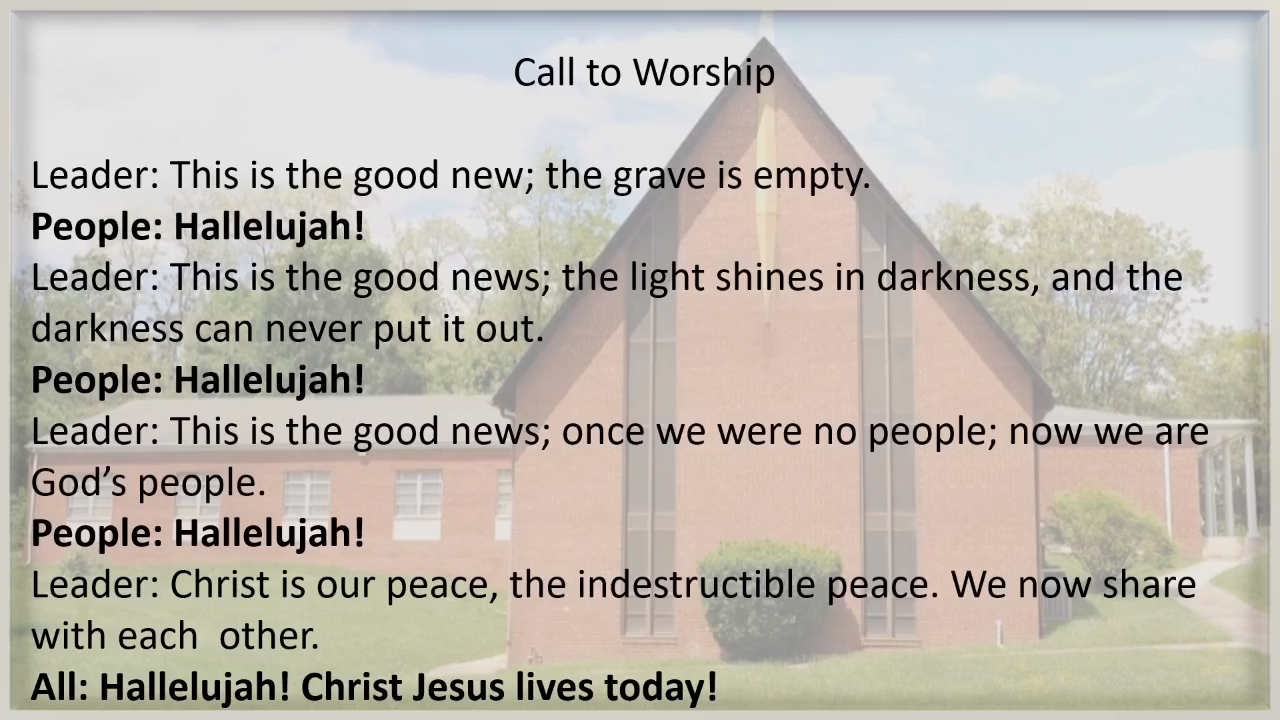 Call to Worship
Leader: This is the good new; the grave is empty.
People: Hallelujah!
Leader: This is the good news; the light shines in darkness, and the
darkness can never put it out.
People: Hallelujah!
Leader: This is the good news; once we were no people; now we are
God’s people.
People: Hallelujah!
Leader: Christ is our peace, the indestructible peace. We now share
with each  other.
All: Hallelujah! Christ Jesus lives today!